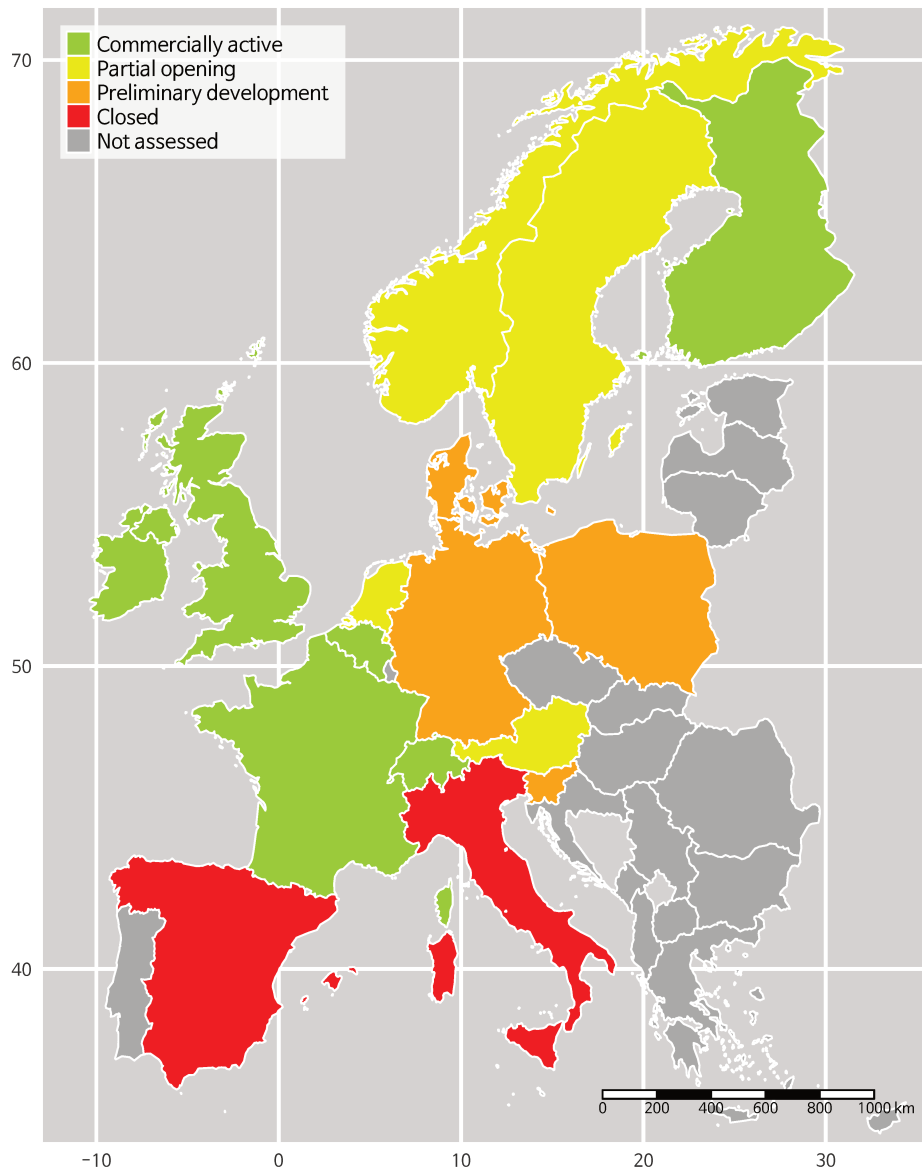 Commercially active
Partial opening
Preliminary development
Closed
Not assessed
70
60
50
40
0 200 400 600 800 1000 km
−10 0 10 20 30